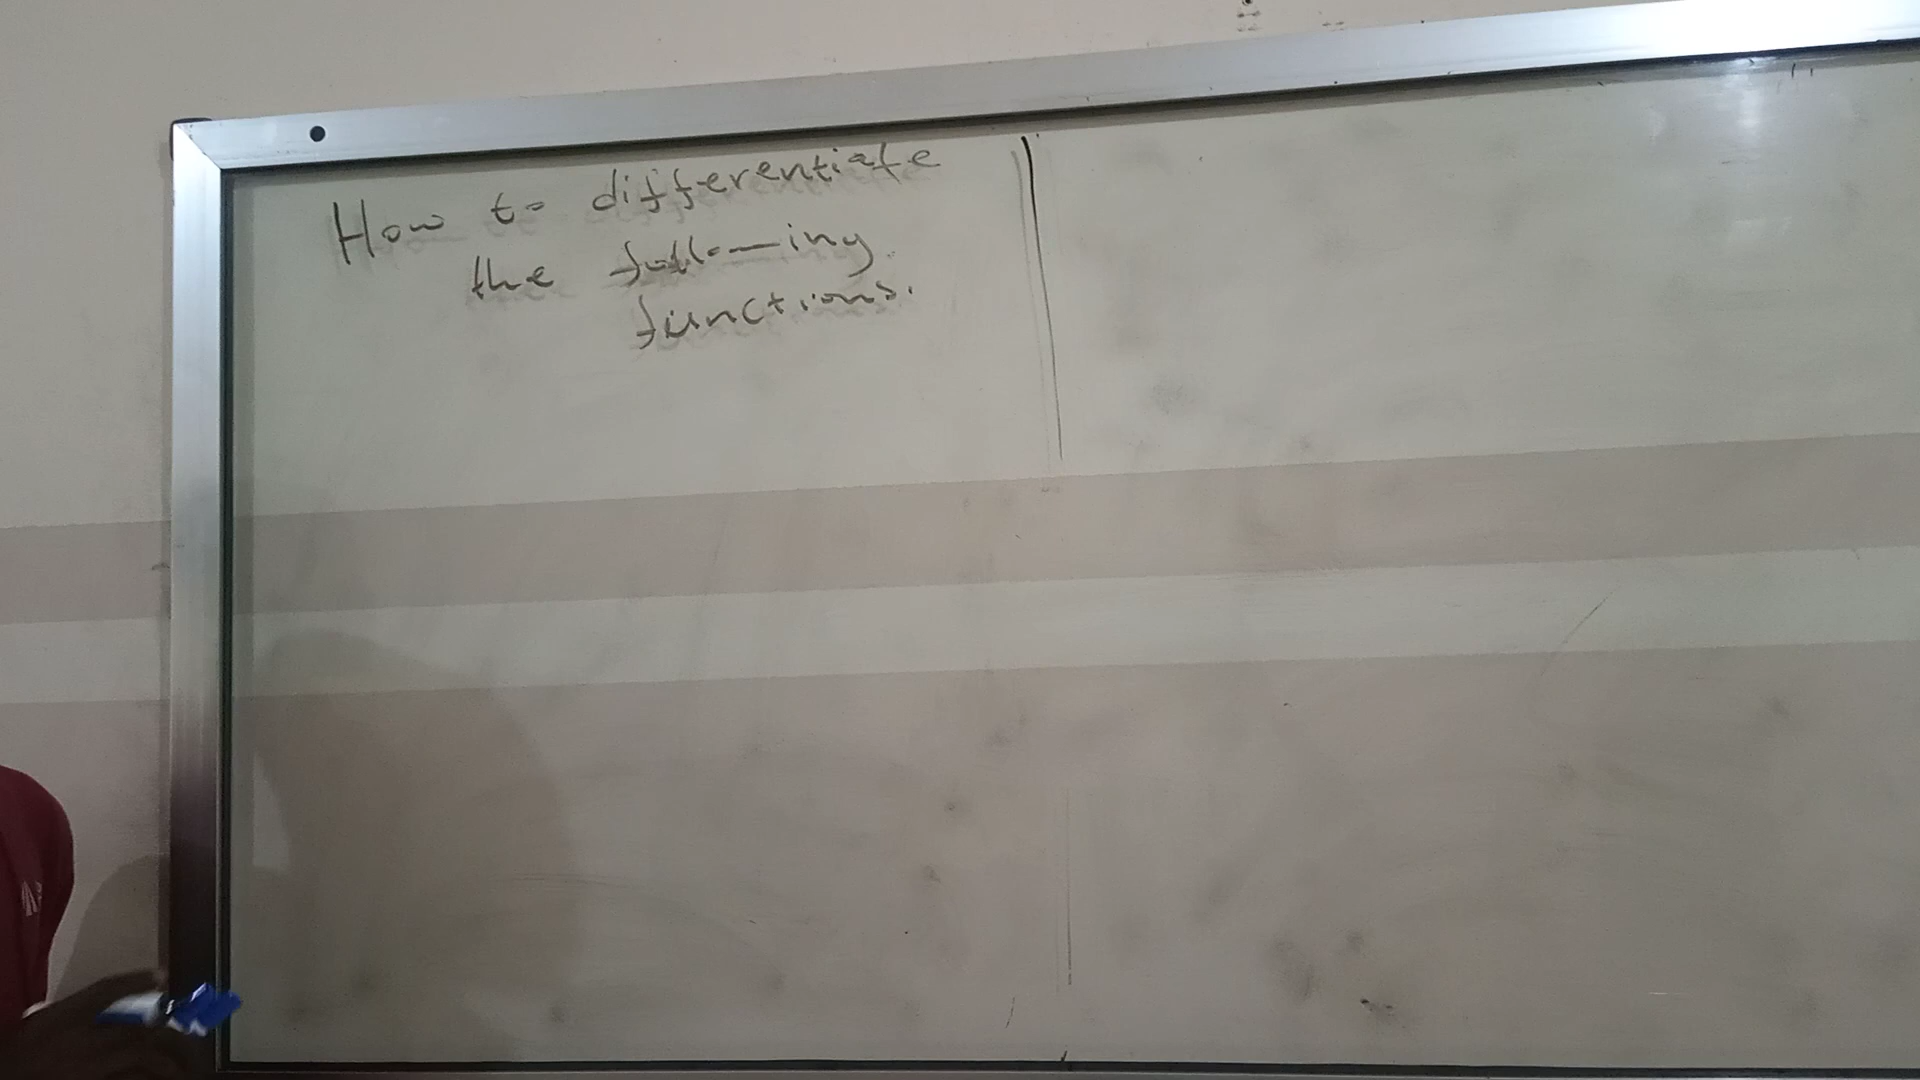 How to differentiate
the following
functions.